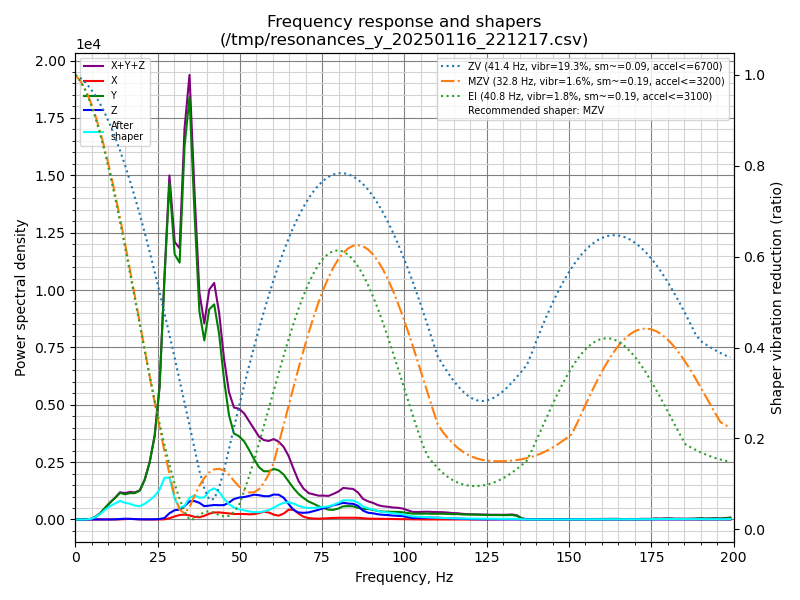 Frequency response and shapers
(/tmp/resonances_y_20250116_221217.csv)
1e4
X+Y+Z
X
Y
Z
After
shaper
ZV (41.4 Hz, vibr=19.3%, sm~=0.09, accel<=6700)
MZV (32.8 Hz, vibr=1.6%, sm~=0.19, accel<=3200)
EI (40.8 Hz, vibr=1.8%, sm~=0.19, accel<=3100)
Recommended shaper: MZV
Power spectral density
2.00
1.75
1.50
1.25
1.00
0.75
0.50
0.25
0.00
1.0
0.8
0.6
0.4
0.2
0.0
Shaper vibration reduction (ratio)
0 25 50 75 100 125 150 175 200
Frequency, Hz